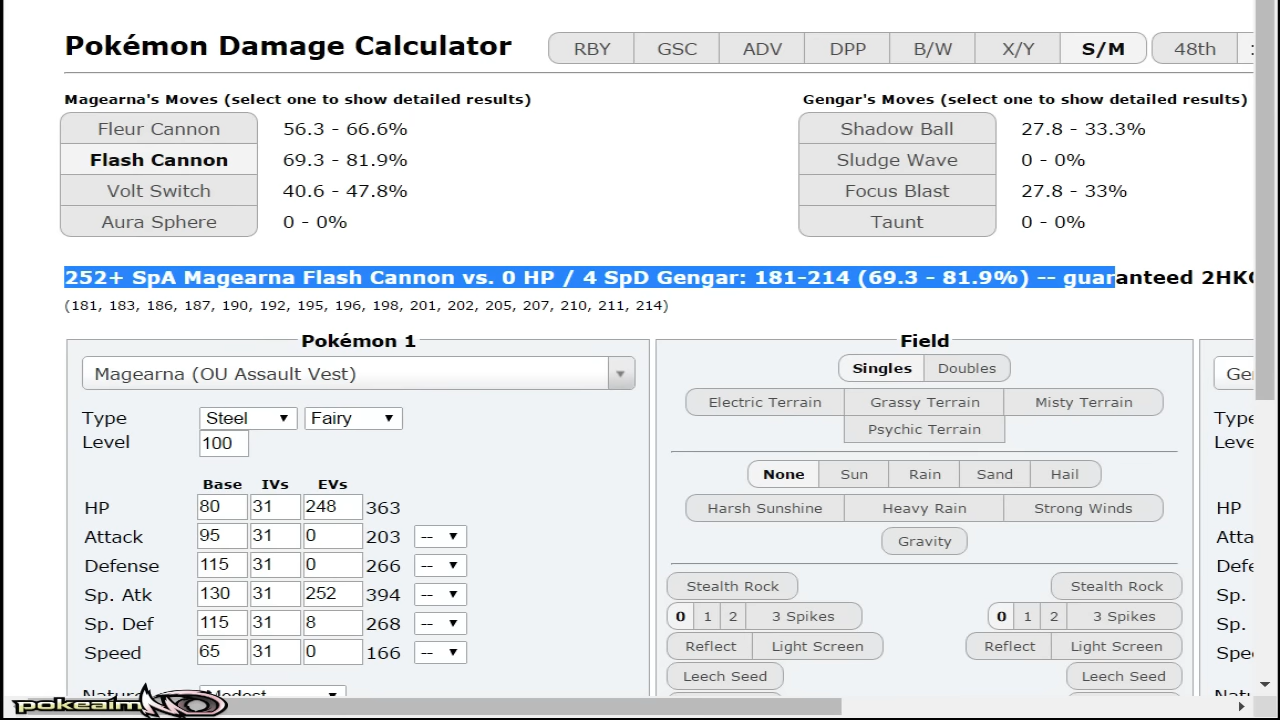 Pokémon Damage Calculator
RBY GSC ADV DPP B/W X/Y S/M 48th
Magearna's Moves (select one to show detailed results)
Fleur Cannon 56.3 - 66.6%
Flash Cannon 69.3 - 81.9%
Volt Switch 40.6 - 47.8%
Aura Sphere 0 - 0%
Gengar's Moves (select one to show detailed results)
Shadow Ball 27.8 - 33.3%
Sludge Wave 0 - 0%
Focus Blast 27.8 - 33%
Taunt 0 - 0%
252+ SpA Magearna Flash Cannon vs. 0 HP / 4 SpD Gengar: 181-214 (69.3 - 81.9%) -- guaranteed 2HKO
(181, 183, 186, 187, 190, 192, 195, 196, 198, 201, 202, 205, 207, 210, 211, 214)
Pokémon 1
Magearna (OU Assault Vest)
Type Steel Fairy
Level 100
Base IVs EVs
HP 80 31 248 363
Attack 95 31 0 203 --
Defense 115 31 0 266 --
Sp. Atk 130 31 252 394 --
Sp. Def 115 31 8 268 --
Speed 65 31 0 166 --
Nature Modest
Field
Singles Doubles
Electric Terrain Grassy Terrain Misty Terrain
Psychic Terrain
None Sun Rain Sand Hail
Harsh Sunshine Heavy Rain Strong Winds
Gravity
Stealth Rock Stealth Rock
0 1 2 3 Spikes 0 1 2 3 Spikes
Reflect Light Screen Reflect Light Screen
Leech Seed Leech Seed
Ge
Type
Leve
HP
Atta
Defe
Sp.
Sp.
Spee
Natu
pokeaimMD